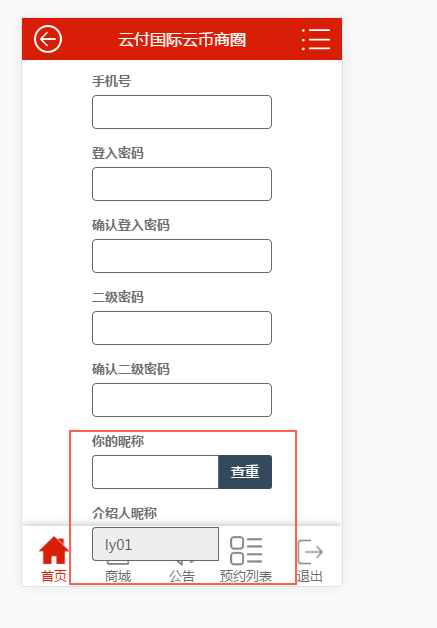 云付国际云币商圈
手机号
登入密码
确认登入密码
二级密码
确认二级密码
你的昵称
查重
介绍人昵称
ly01
首页 商城 公告 预约列表 退出